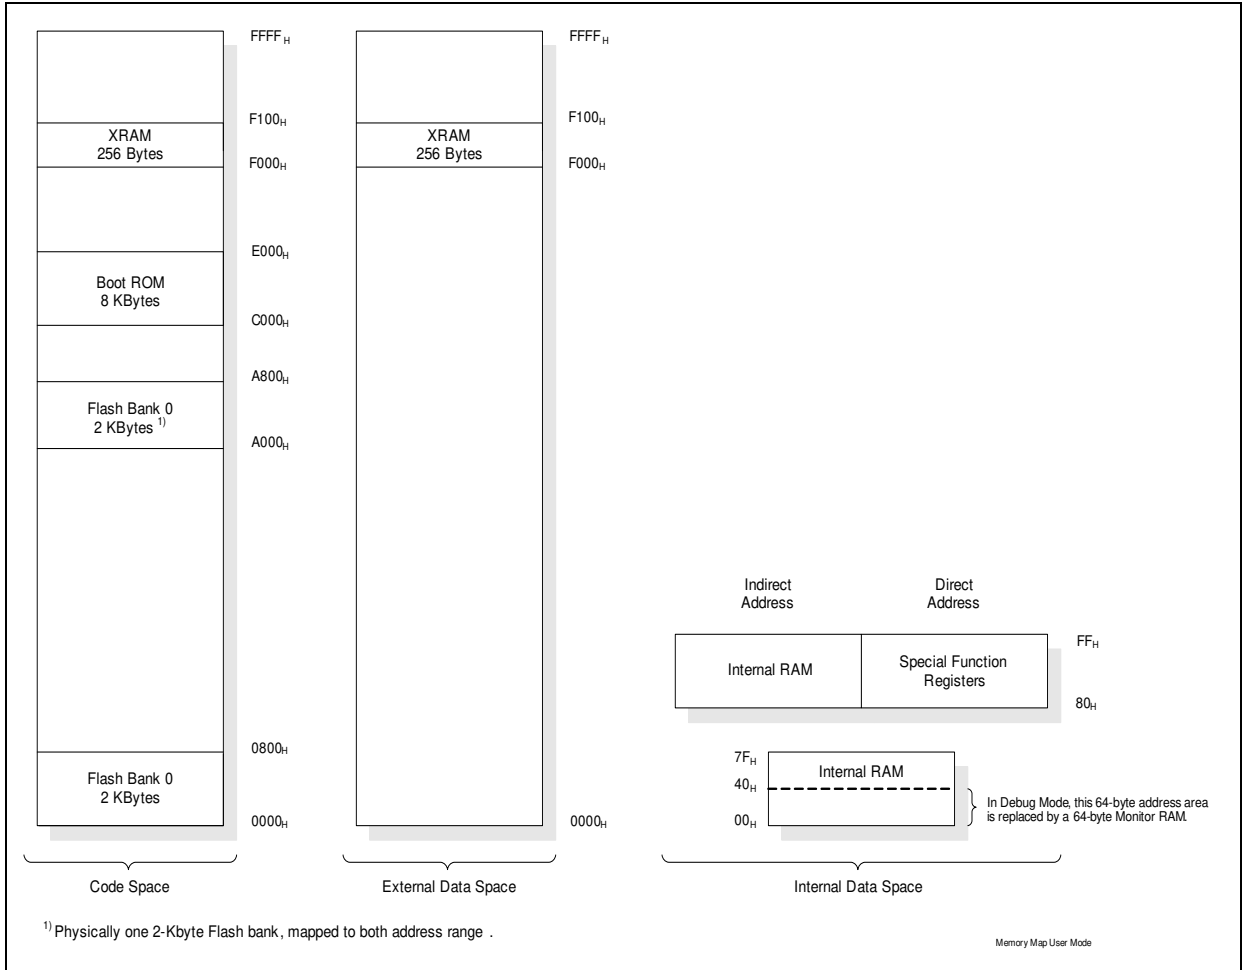 FFFFH
F100H
XRAM
256 Bytes
F000H
E000H
Boot ROM
8 KBytes
C000H
A800H
Flash Bank 0
2 KBytes 1)
A000H
0800H
Flash Bank 0
2 KBytes
0000H
Code Space
FFFFH
F100H
XRAM
256 Bytes
F000H
0000H
External Data Space
Indirect
Address
Direct
Address
FFH
Internal RAM
Special Function
Registers
80H
7FH
Internal RAM
40H
00H
In Debug Mode, this 64-byte address area
is replaced by a 64-byte Monitor RAM.
Internal Data Space
1) Physically one 2-Kbyte Flash bank, mapped to both address range .
Memory Map User Mode